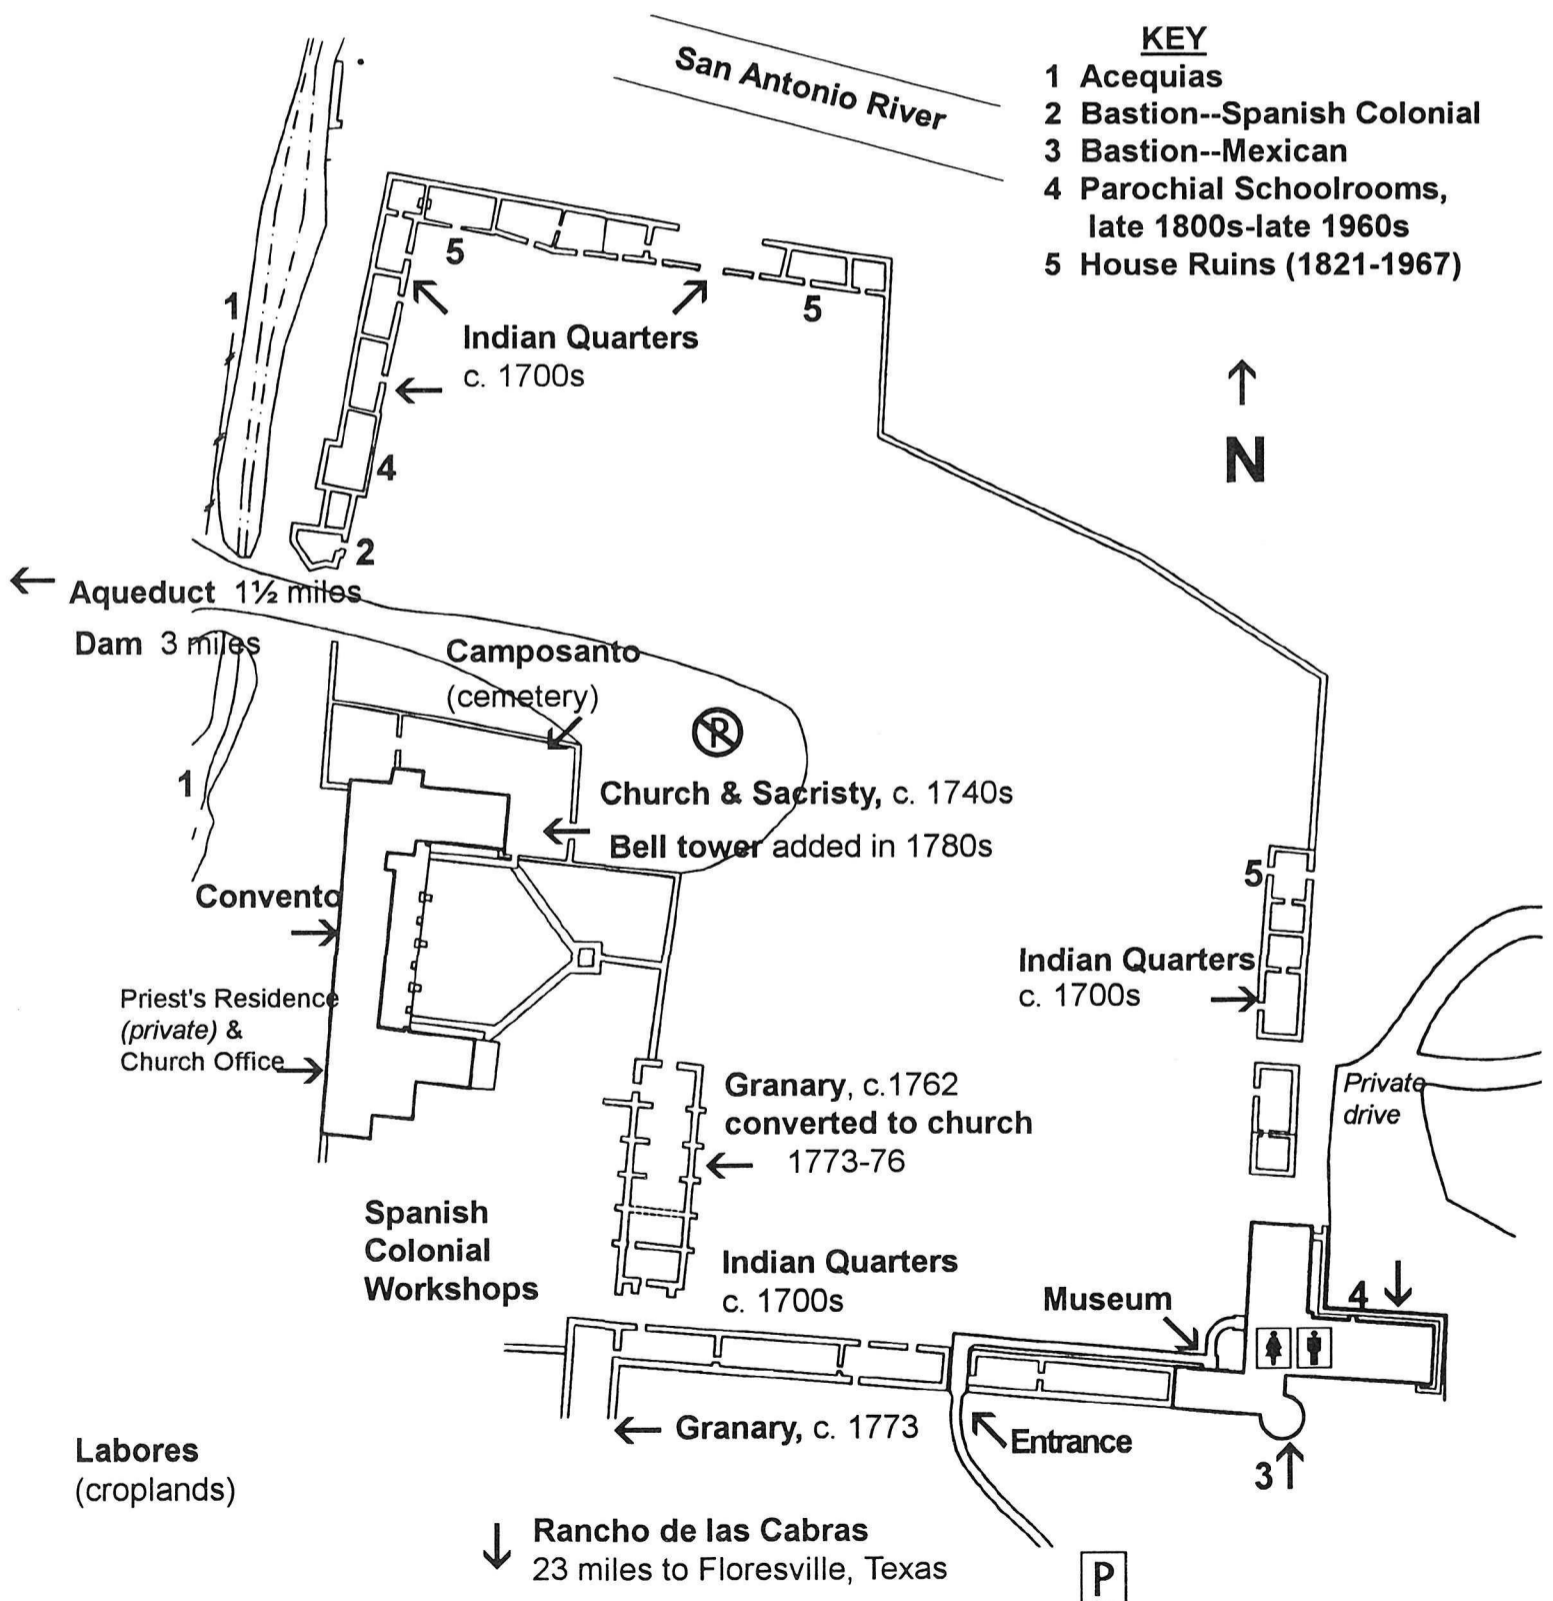 San Antonio River
KEY
1 Acequias
2 Bastion--Spanish Colonial
3 Bastion--Mexican
4 Parochial Schoolrooms,
late 1800s-late 1960s
5 House Ruins (1821-1967)
5
1
5
Indian Quarters
c. 1700s
N
4
2
Aqueduct 1½ miles
Dam 3 miles
Camposanto
(cemetery)
P
1
Church & Sacristy, c. 1740s
Bell tower added in 1780s
5
Convento
Indian Quarters
c. 1700s
Priest's Residence
(private) &
Church Office
Granary, c.1762
converted to church
1773-76
Private
drive
Spanish
Colonial
Workshops
Indian Quarters
c. 1700s
Museum
4
Granary, c. 1773
Entrance
3
Labores
(croplands)
Rancho de las Cabras
23 miles to Floresville, Texas
P